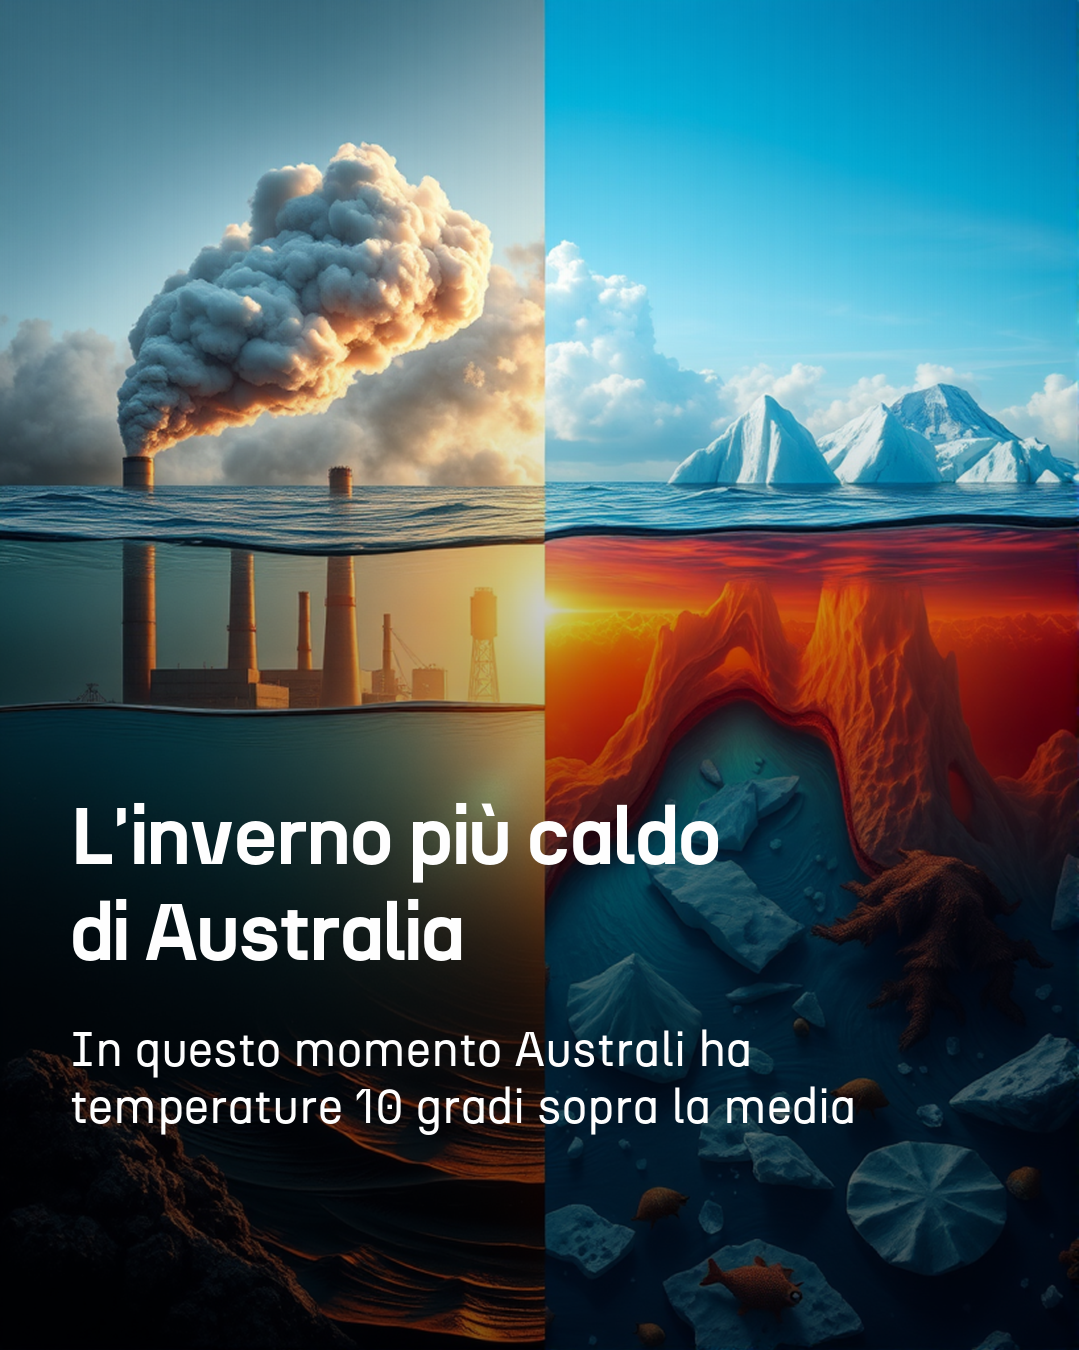 L'inverno più caldo
di Australia
In questo momento Australi ha
temperature 10 gradi sopra la media